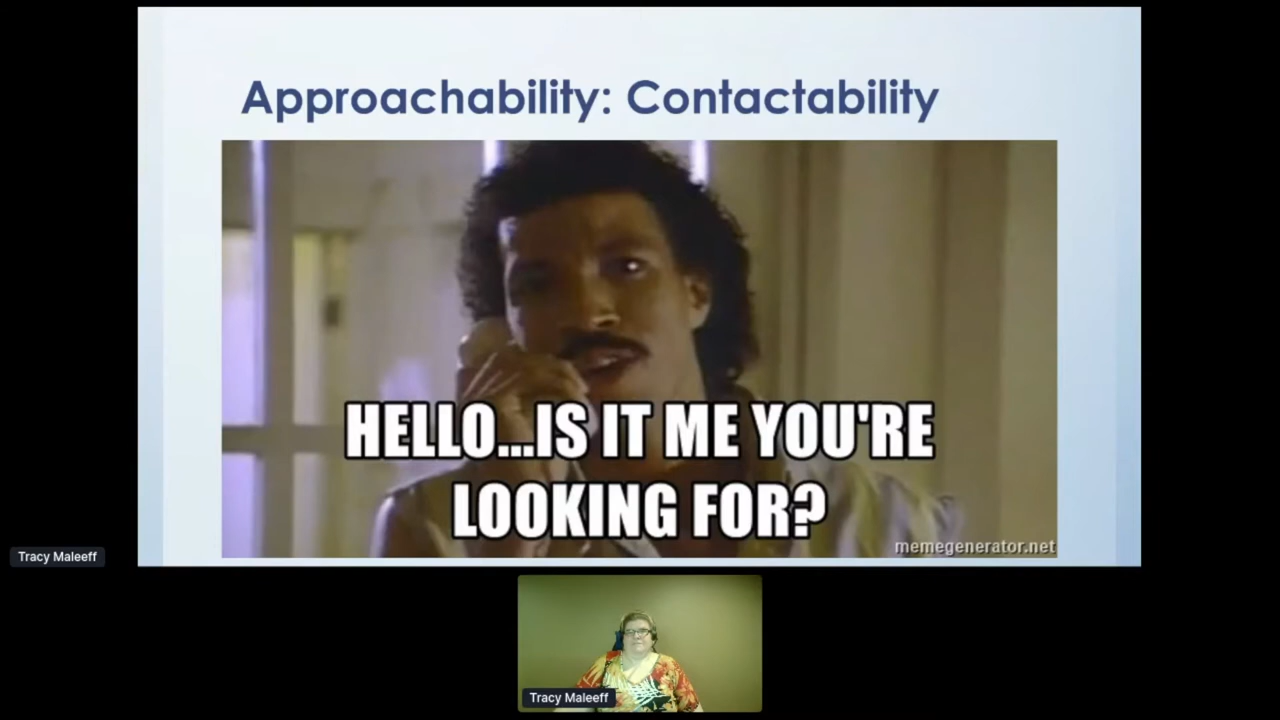 Approachability: Contactability
HELLO...IS IT ME YOU'RE
LOOKING FOR?
memegenerator.net
Tracy Maleeff
Tracy Maleeff